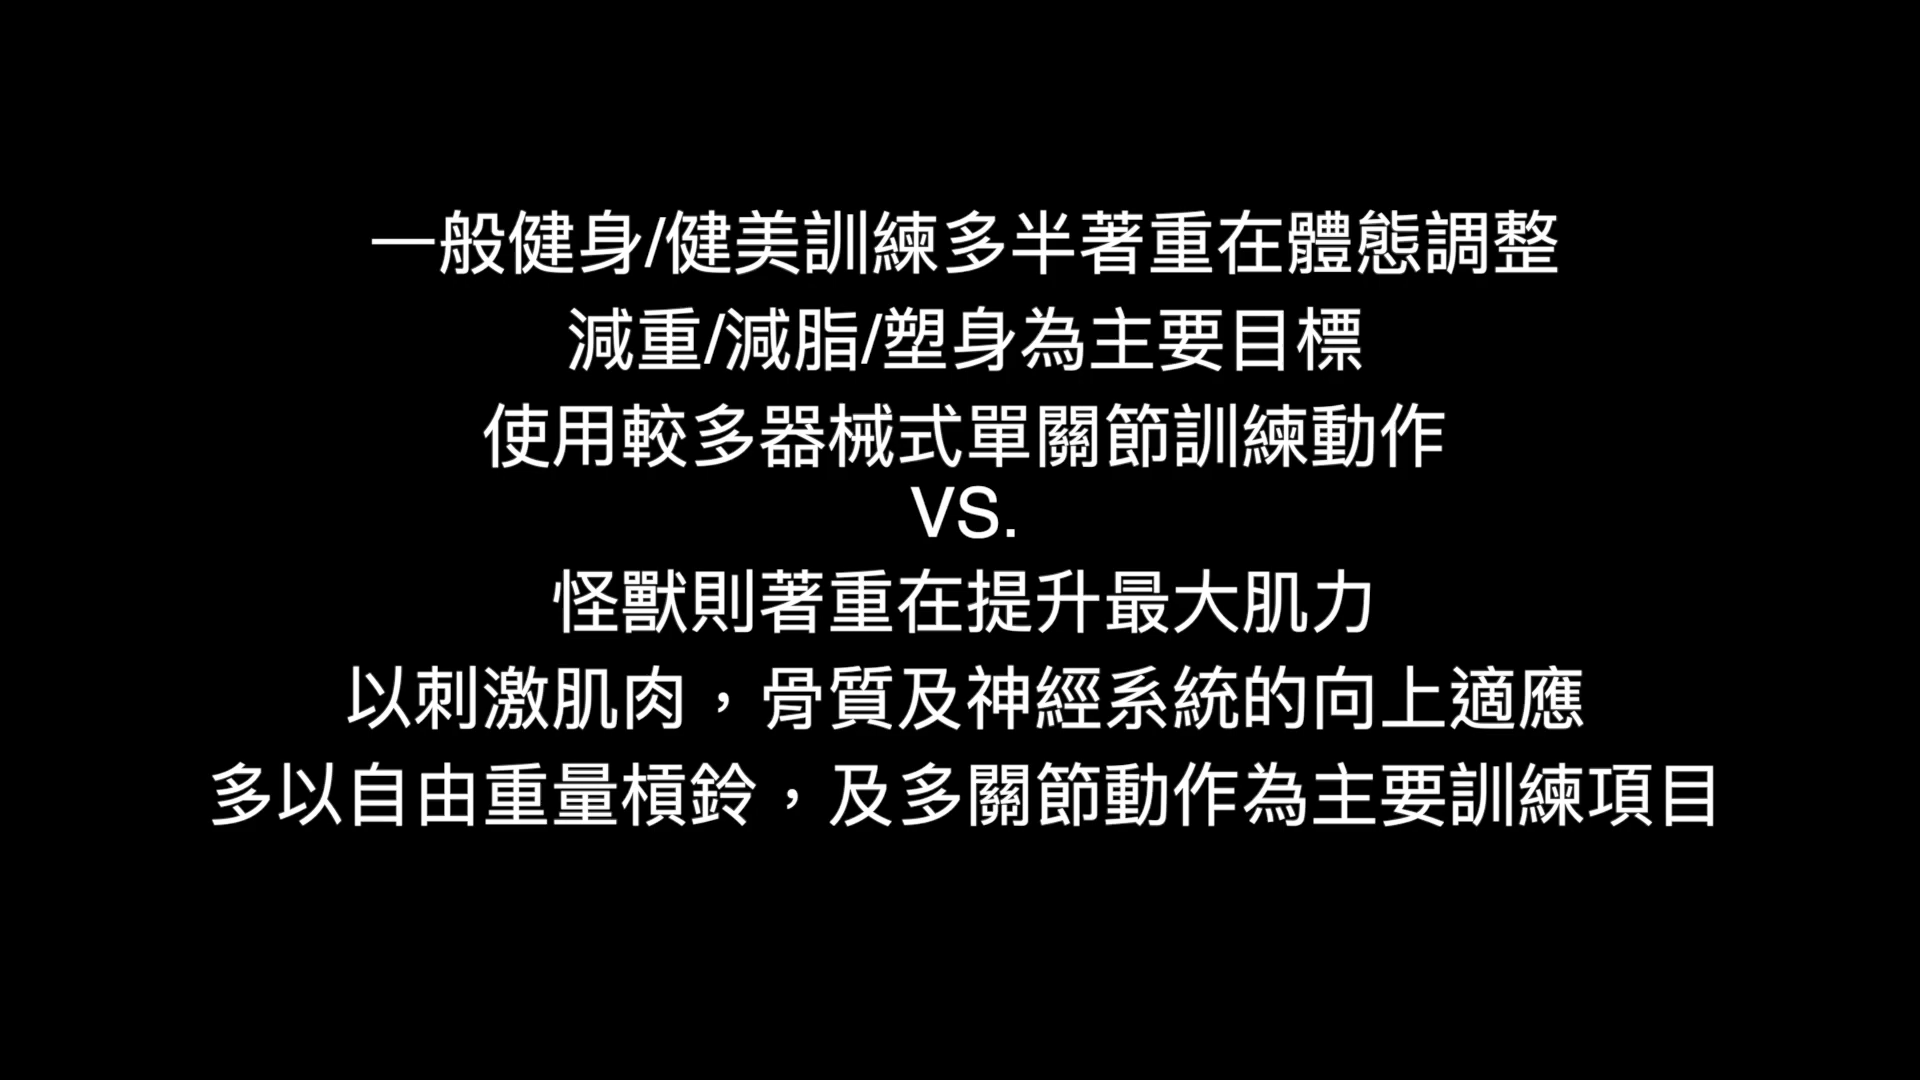 一般健身/健美訓練多半著重在體態調整
減重/減脂/塑身為主要目標
使用較多器械式單關節訓練動作
VS.
怪獸則著重在提升最大肌力
以刺激肌肉，骨質及神經系統的向上適應
多以自由重量槓鈴，及多關節動作為主要訓練項目